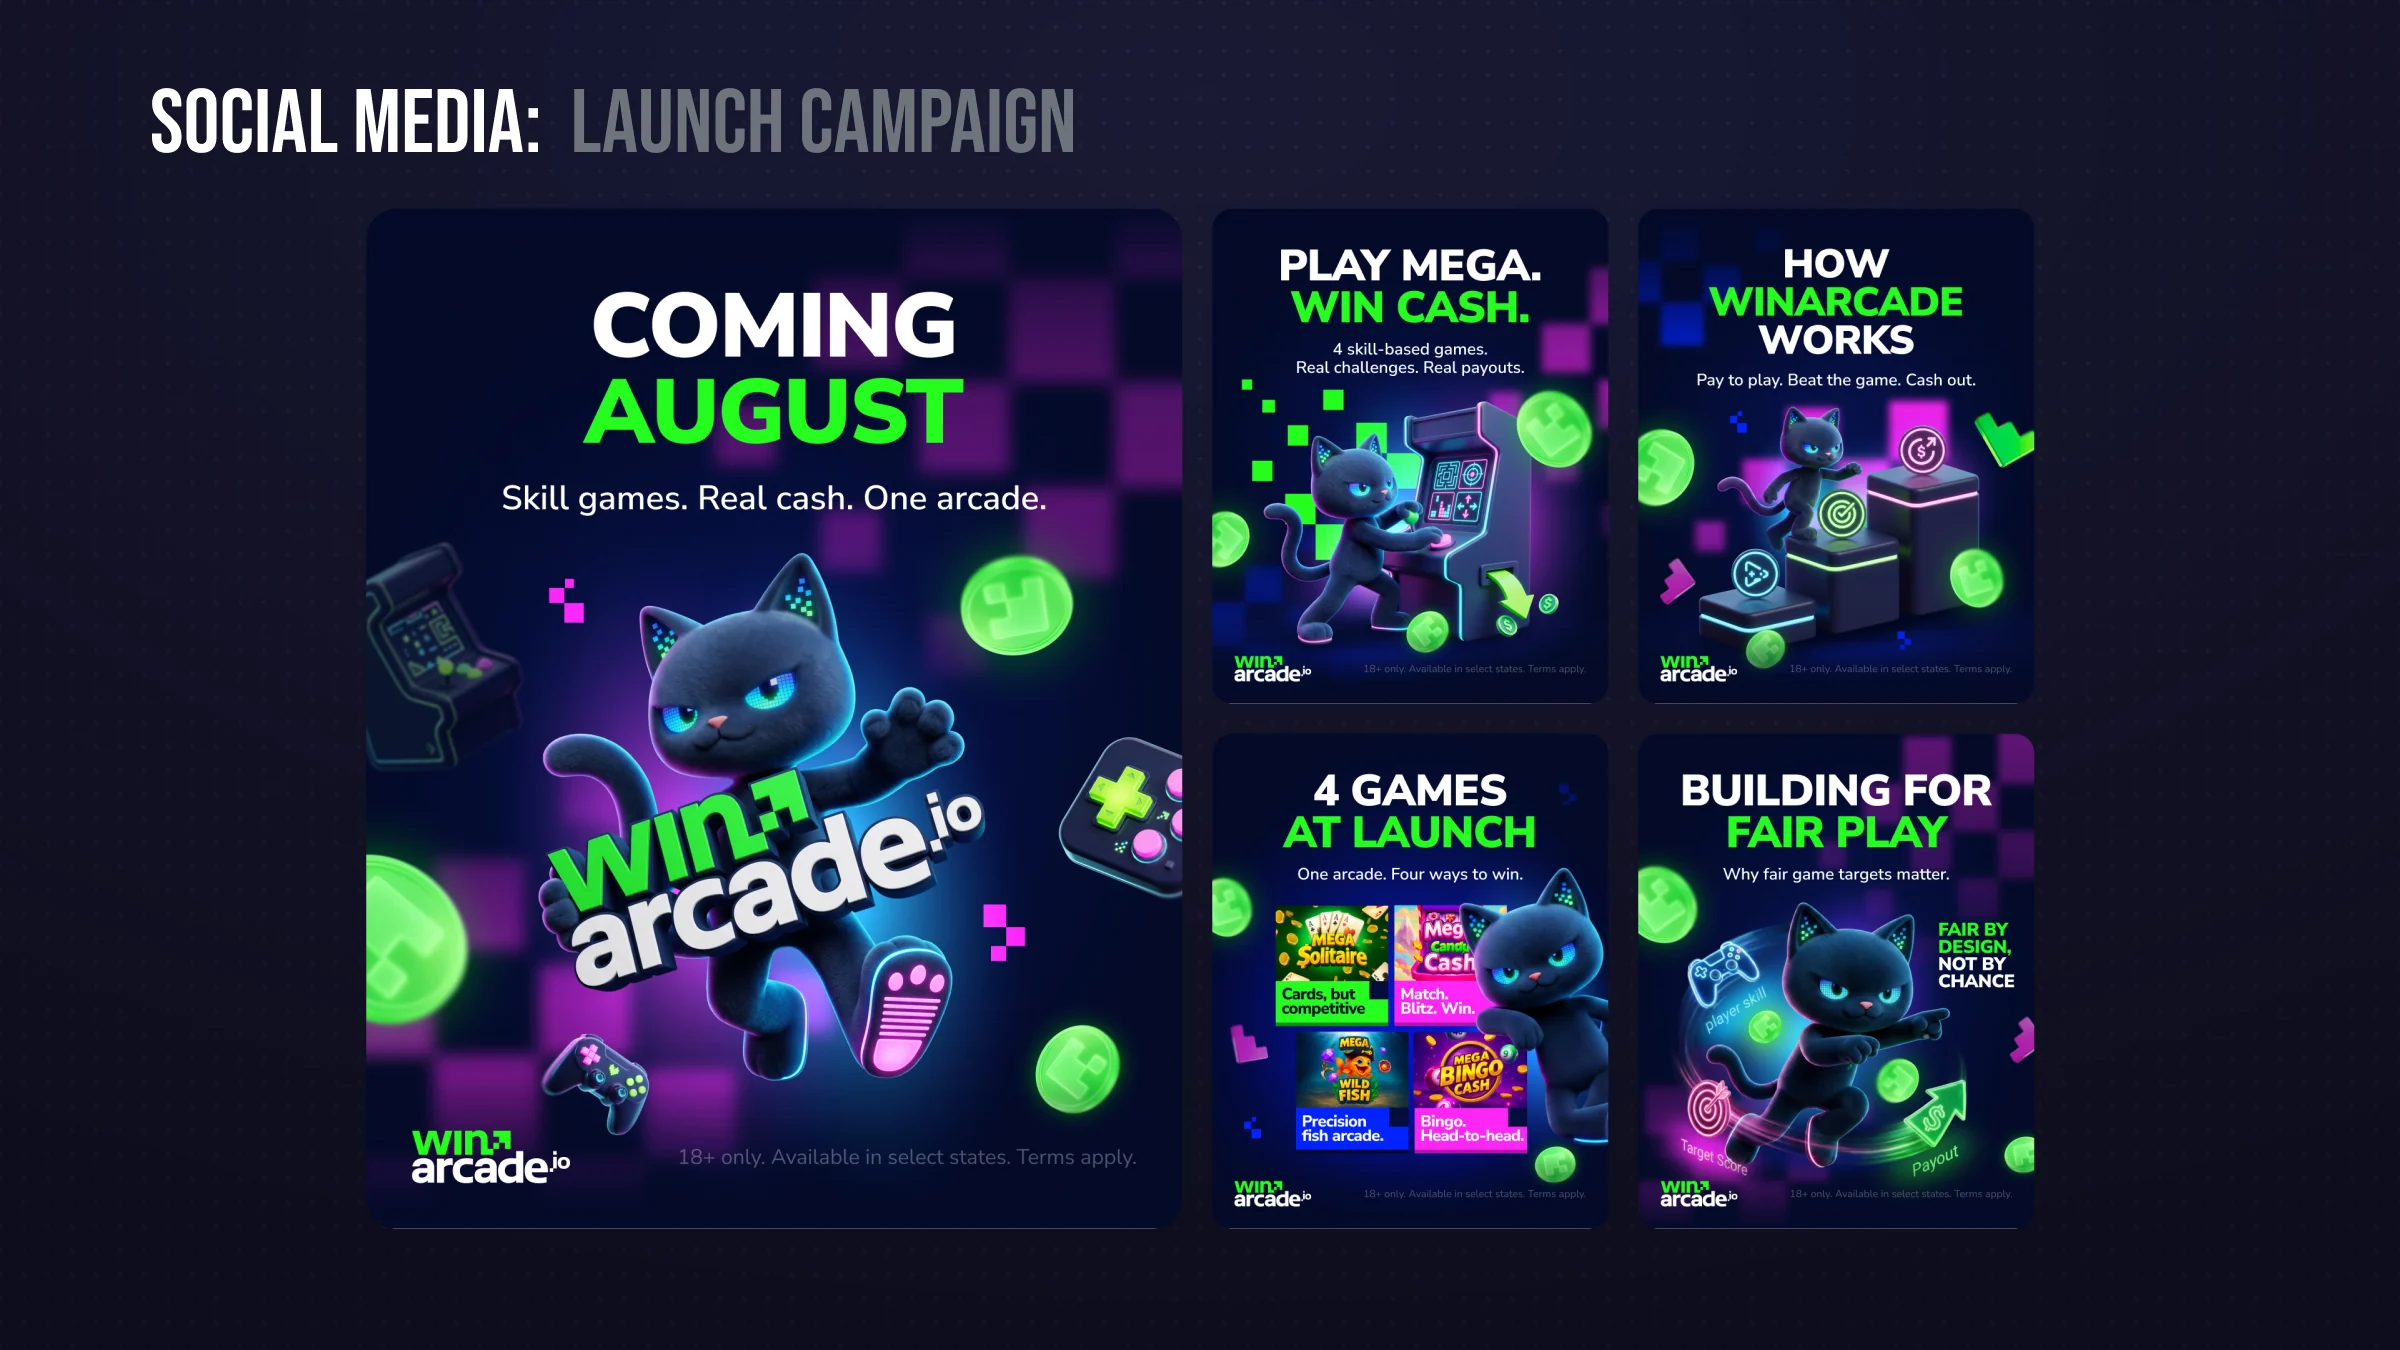 SOCIAL MEDIA: LAUNCH CAMPAIGN
COMING
AUGUST
Skill games. Real cash. One arcade.
win
arcade.io
win
arcade.io
18+ only. Available in select states. Terms apply.
PLAY MEGA.
WIN CASH.
4 skill-based games.
Real challenges. Real payouts.
win
arcade.io
18+ only. Available in select states. Terms apply.
HOW
WINARCADE
WORKS
Pay to play. Beat the game. Cash out.
win
arcade.io
18+ only. Available in select states. Terms apply.
4 GAMES
AT LAUNCH
One arcade. Four ways to win.
MEGA
Solitaire
Cards, but
competitive
Meg
Candy
Cash
Match.
Blitz. Win.
MEGA
WILD
FISH
Precision
fish arcade.
MEGA
BINGO
CASH
Bingo.
Head-to-head.
win
arcade.io
18+ only. Available in select states. Terms apply.
BUILDING FOR
FAIR PLAY
Why fair game targets matter.
FAIR BY
DESIGN,
NOT BY
CHANCE
player skill
Target Score
Payout
win
arcade.io
18+ only. Available in select states. Terms apply.